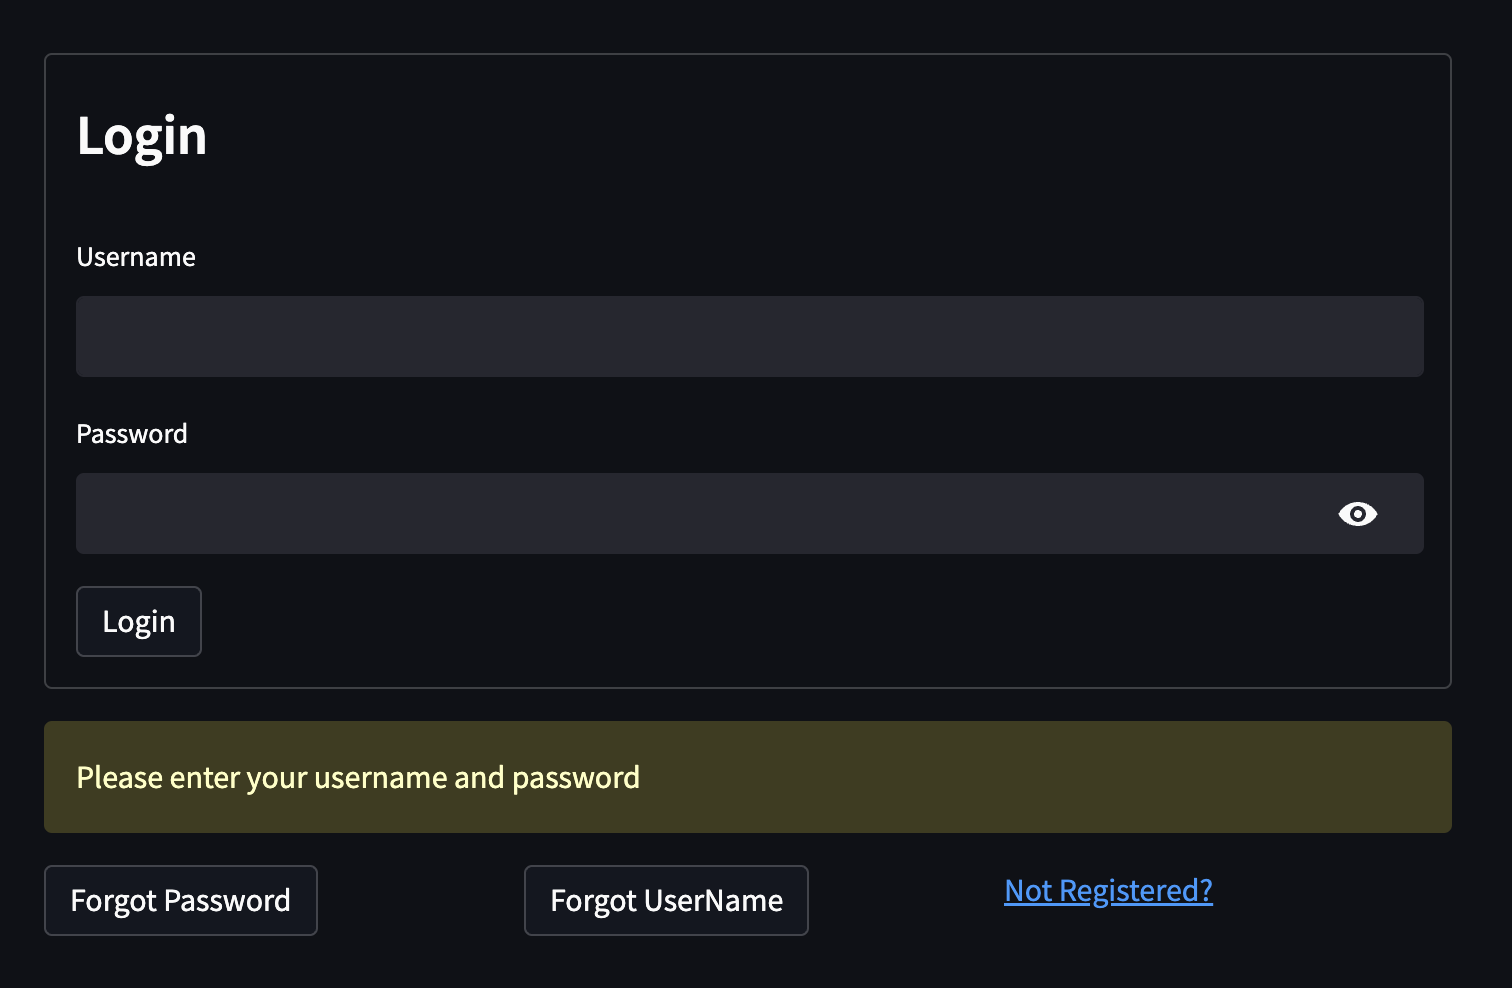 Login
Username
Password
Login
Please enter your username and password
Forgot Password
Forgot UserName
Not Registered?